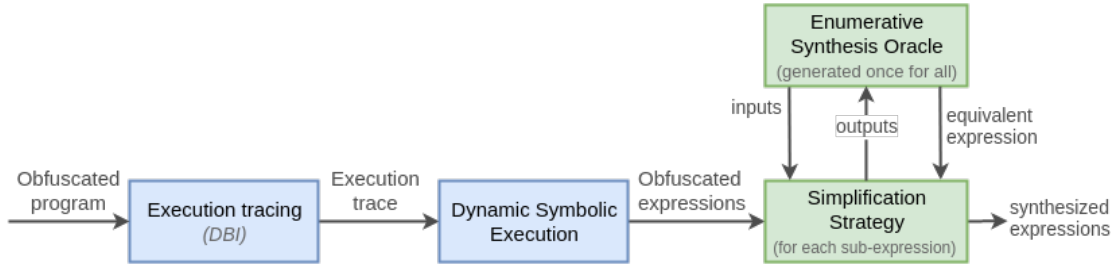 Enumerative
Synthesis Oracle
(generated once for all)
inputs
outputs
equivalent
expression
Obfuscated
program
Execution tracing
(DBI)
Execution
trace
Dynamic Symbolic
Execution
Obfuscated
expressions
Simplification
Strategy
(for each sub-expression)
synthesized
expressions